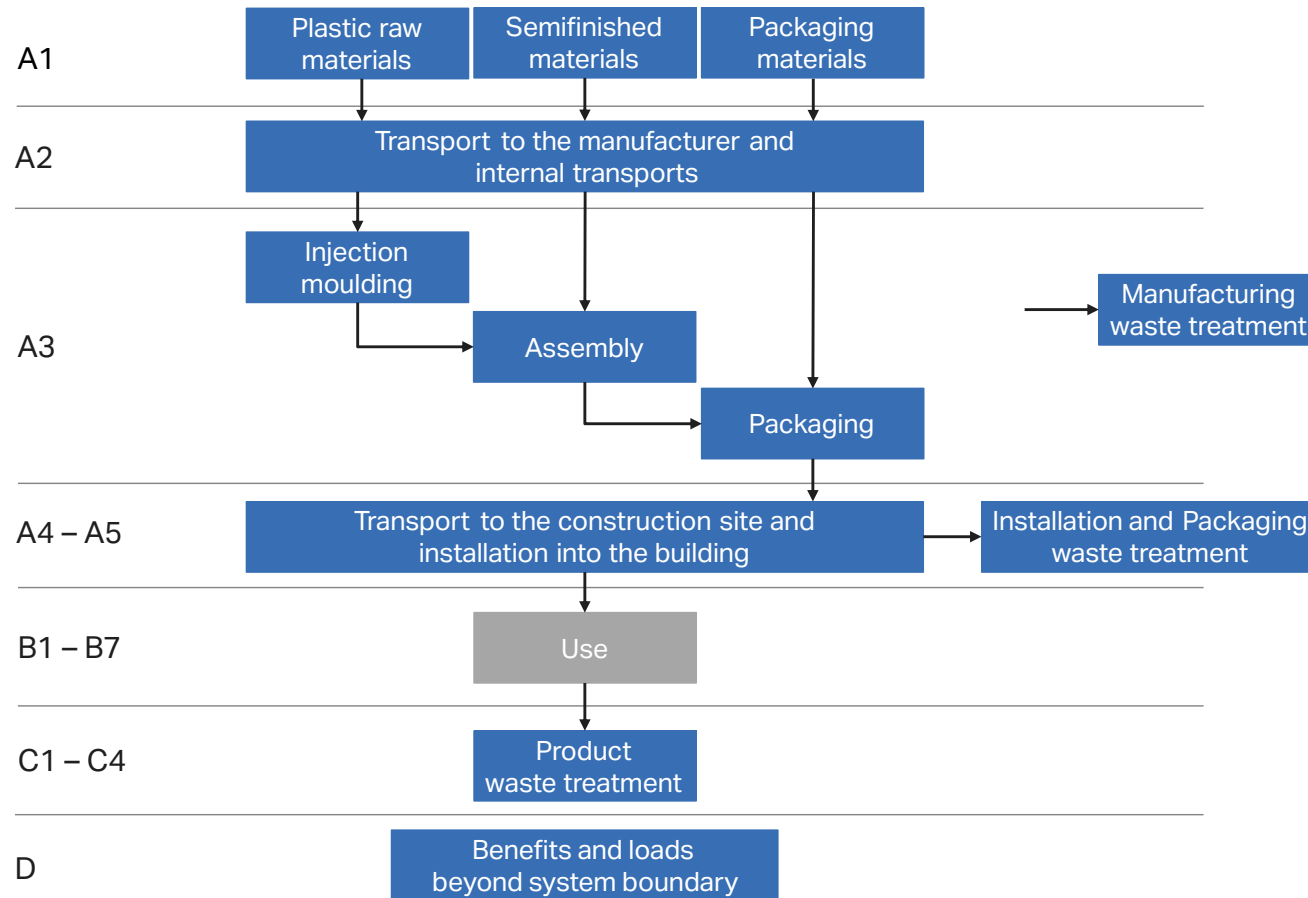 A1
Plastic raw
materials
Semifinished
materials
Packaging
materials
A2
Transport to the manufacturer and
internal transports
A3
Injection
moulding
Manufacturing
waste treatment
Assembly
Packaging
A4 – A5
Transport to the construction site and
installation into the building
Installation and Packaging
waste treatment
B1 – B7
Use
C1 – C4
Product
waste treatment
D
Benefits and loads
beyond system boundary